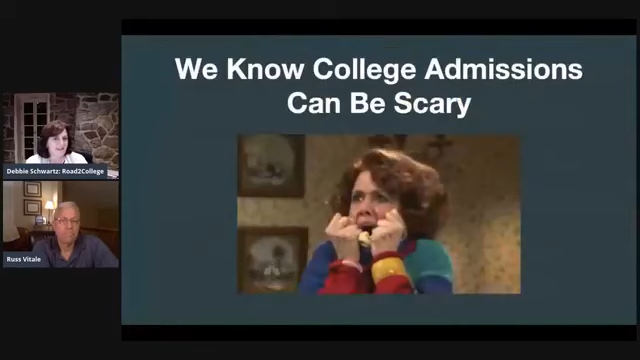 We Know College Admissions
Can Be Scary
Debbie Schwartz: Road2College
Russ Vitale